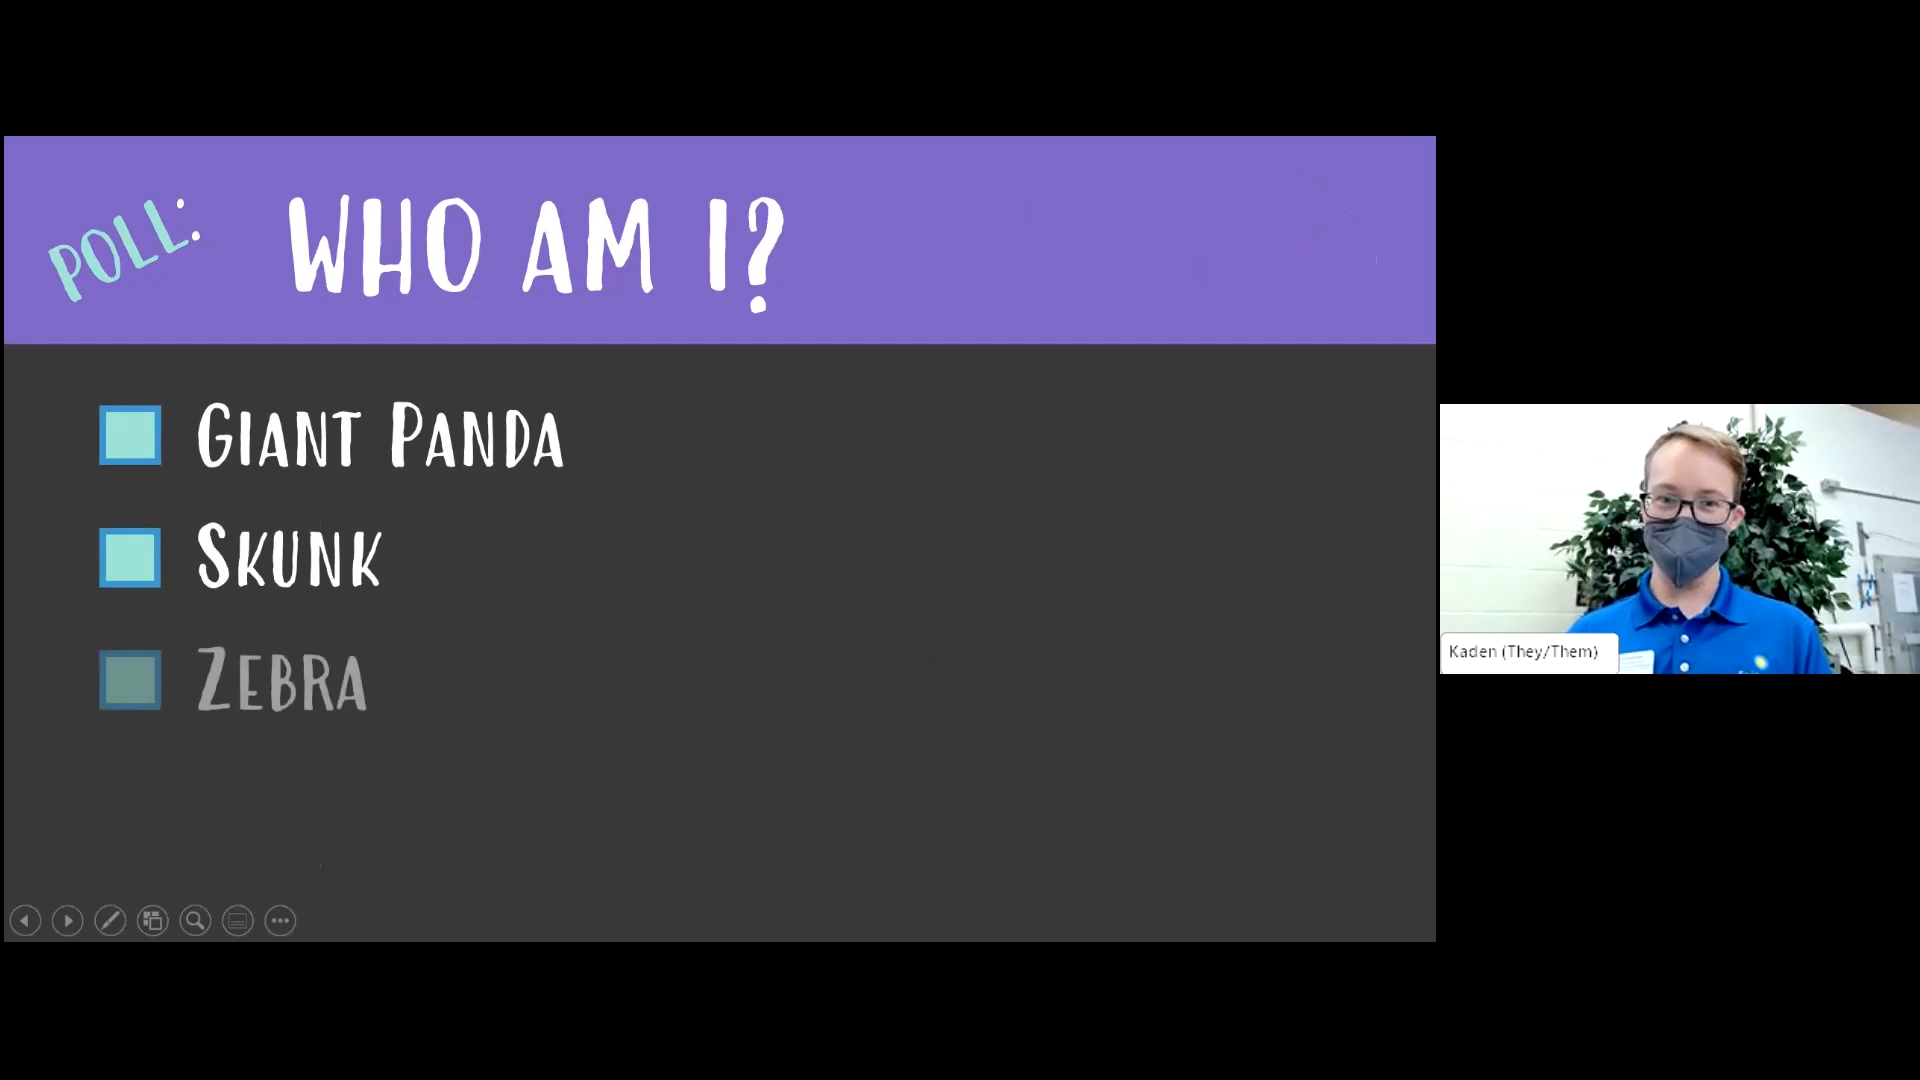 POLL:
WHO AM I?
GIANT PANDA
SKUNK
ZEBRA
Kaden (They/Them)